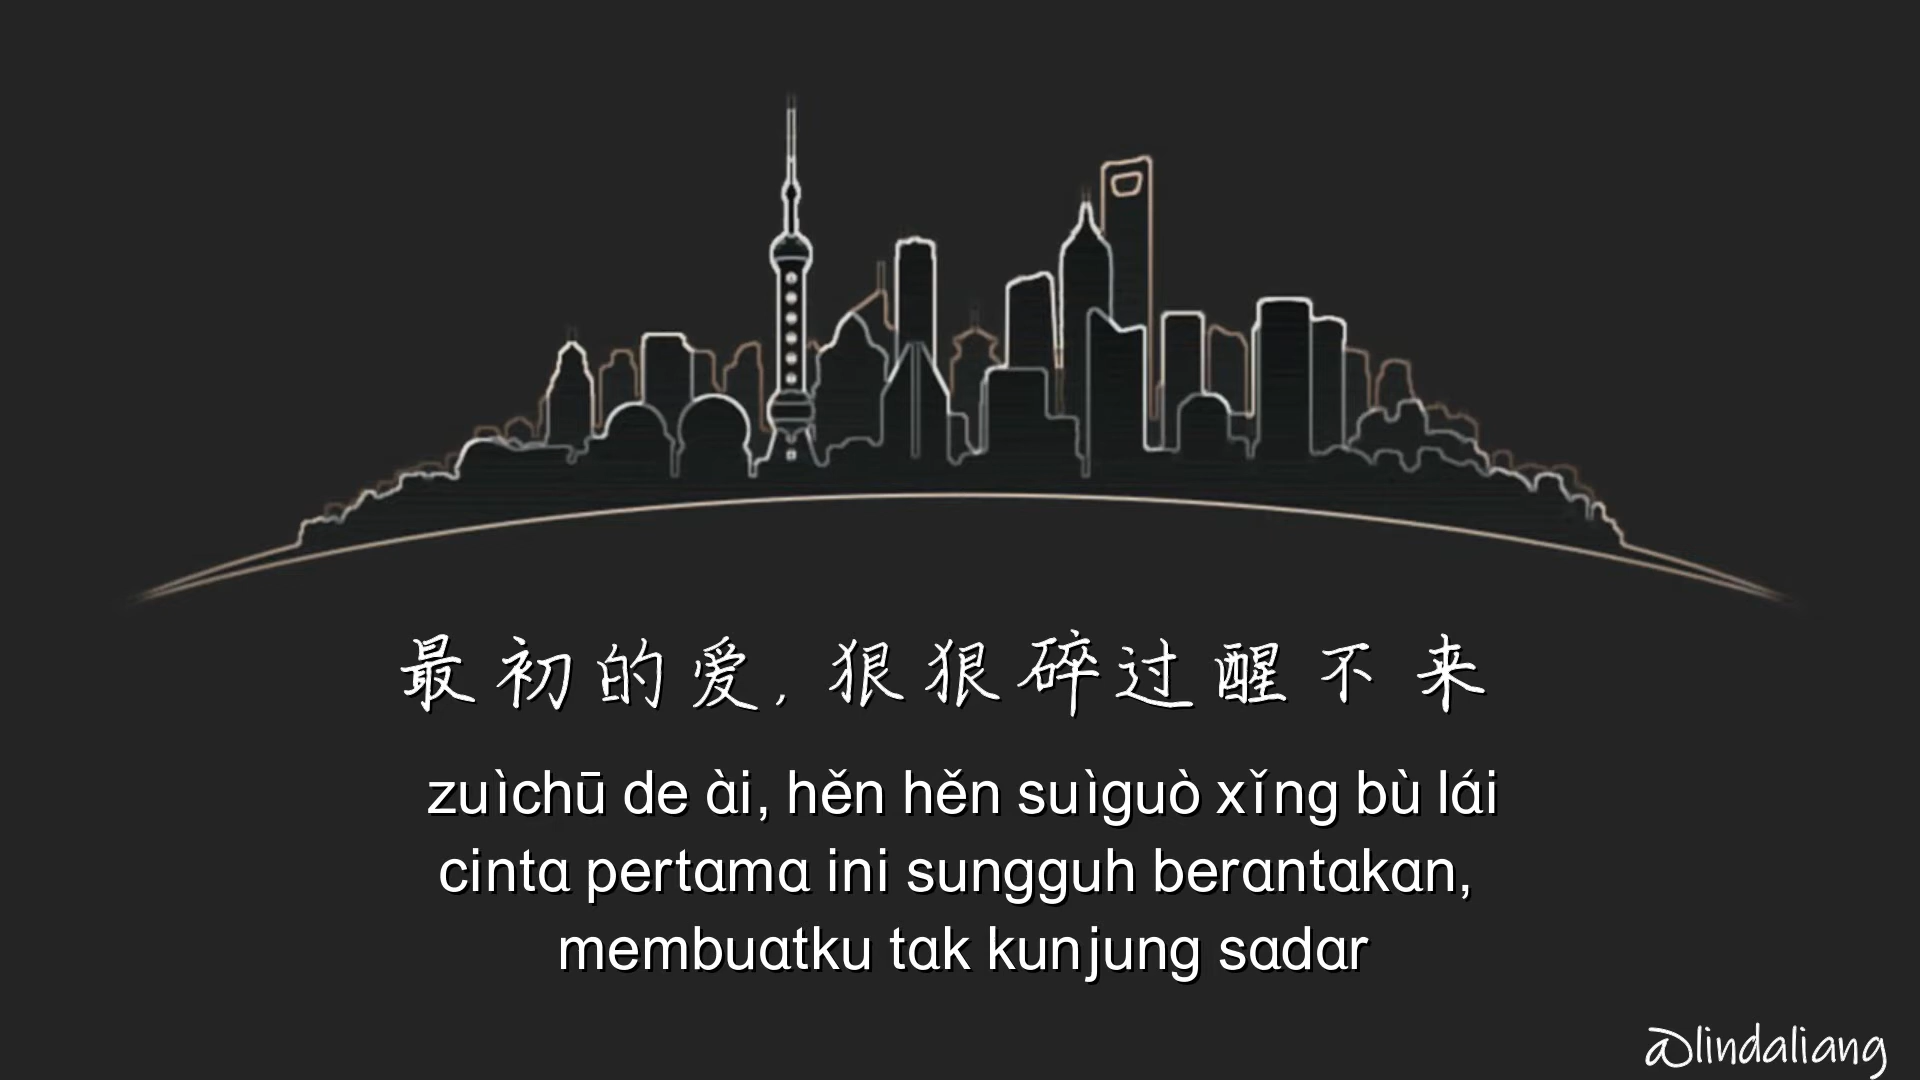 最初的爱, 狠狠碎过醒不来
zuìchū de ài, hěn hěn suìguò xǐng bù lái
cinta pertama ini sungguh berantakan,
membuatku tak kunjung sadar
@lindaliang